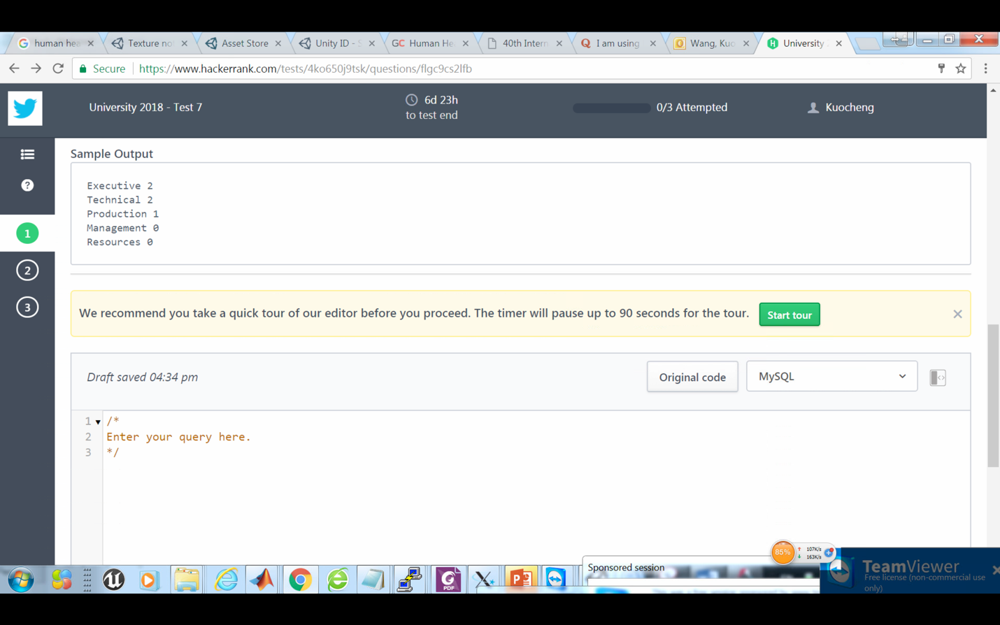 human hea
Texture no
Asset Store
Unity ID - S
GC Human He
40th Intern
I am using
Wang, Kuo
University
Secure https://www.hackerrank.com/tests/4ko650j9tsk/questions/flgc9cs2lfb
University 2018 - Test 7
6d 23h
to test end
0/3 Attempted
Kuocheng
Sample Output
Executive 2
Technical 2
Production 1
Management 0
Resources 0
1
2
3
We recommend you take a quick tour of our editor before you proceed. The timer will pause up to 90 seconds for the tour.
Start tour
Draft saved 04:34 pm
Original code
MySQL
1 /*
2 Enter your query here.
3 */
85%
107K/s
163K/s
Sponsored session
TeamViewer
Free license (non-commercial use
only)
PDF